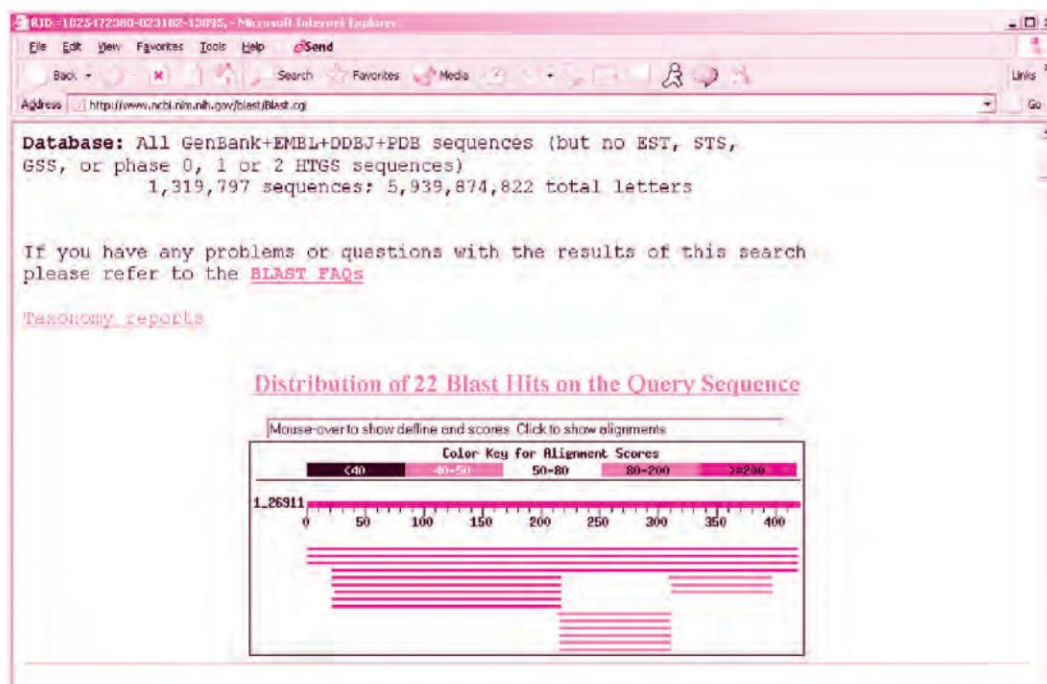 RID=1025472380-023182-13895, - Microsoft Internet Explorer
File Edit View Favorites Tools Help Send
Back Search Favorites Media Links
Address http://www.ncbi.nlm.nih.gov/blast/Blast.cgi Go
Database: All GenBank+EMBL+DDBJ+PDB sequences (but no EST, STS,
GSS, or phase 0, 1 or 2 HTGS sequences)
1,319,797 sequences; 5,939,874,822 total letters
If you have any problems or questions with the results of this search
please refer to the BLAST FAQs
Taxonomy reports
Distribution of 22 Blast Hits on the Query Sequence
Mouse-over to show defline and scores. Click to show alignments
Color Key for Alignment Scores
<40 40-50 50-80 80-200 >=200
1_26911
0 50 100 150 200 250 300 350 400